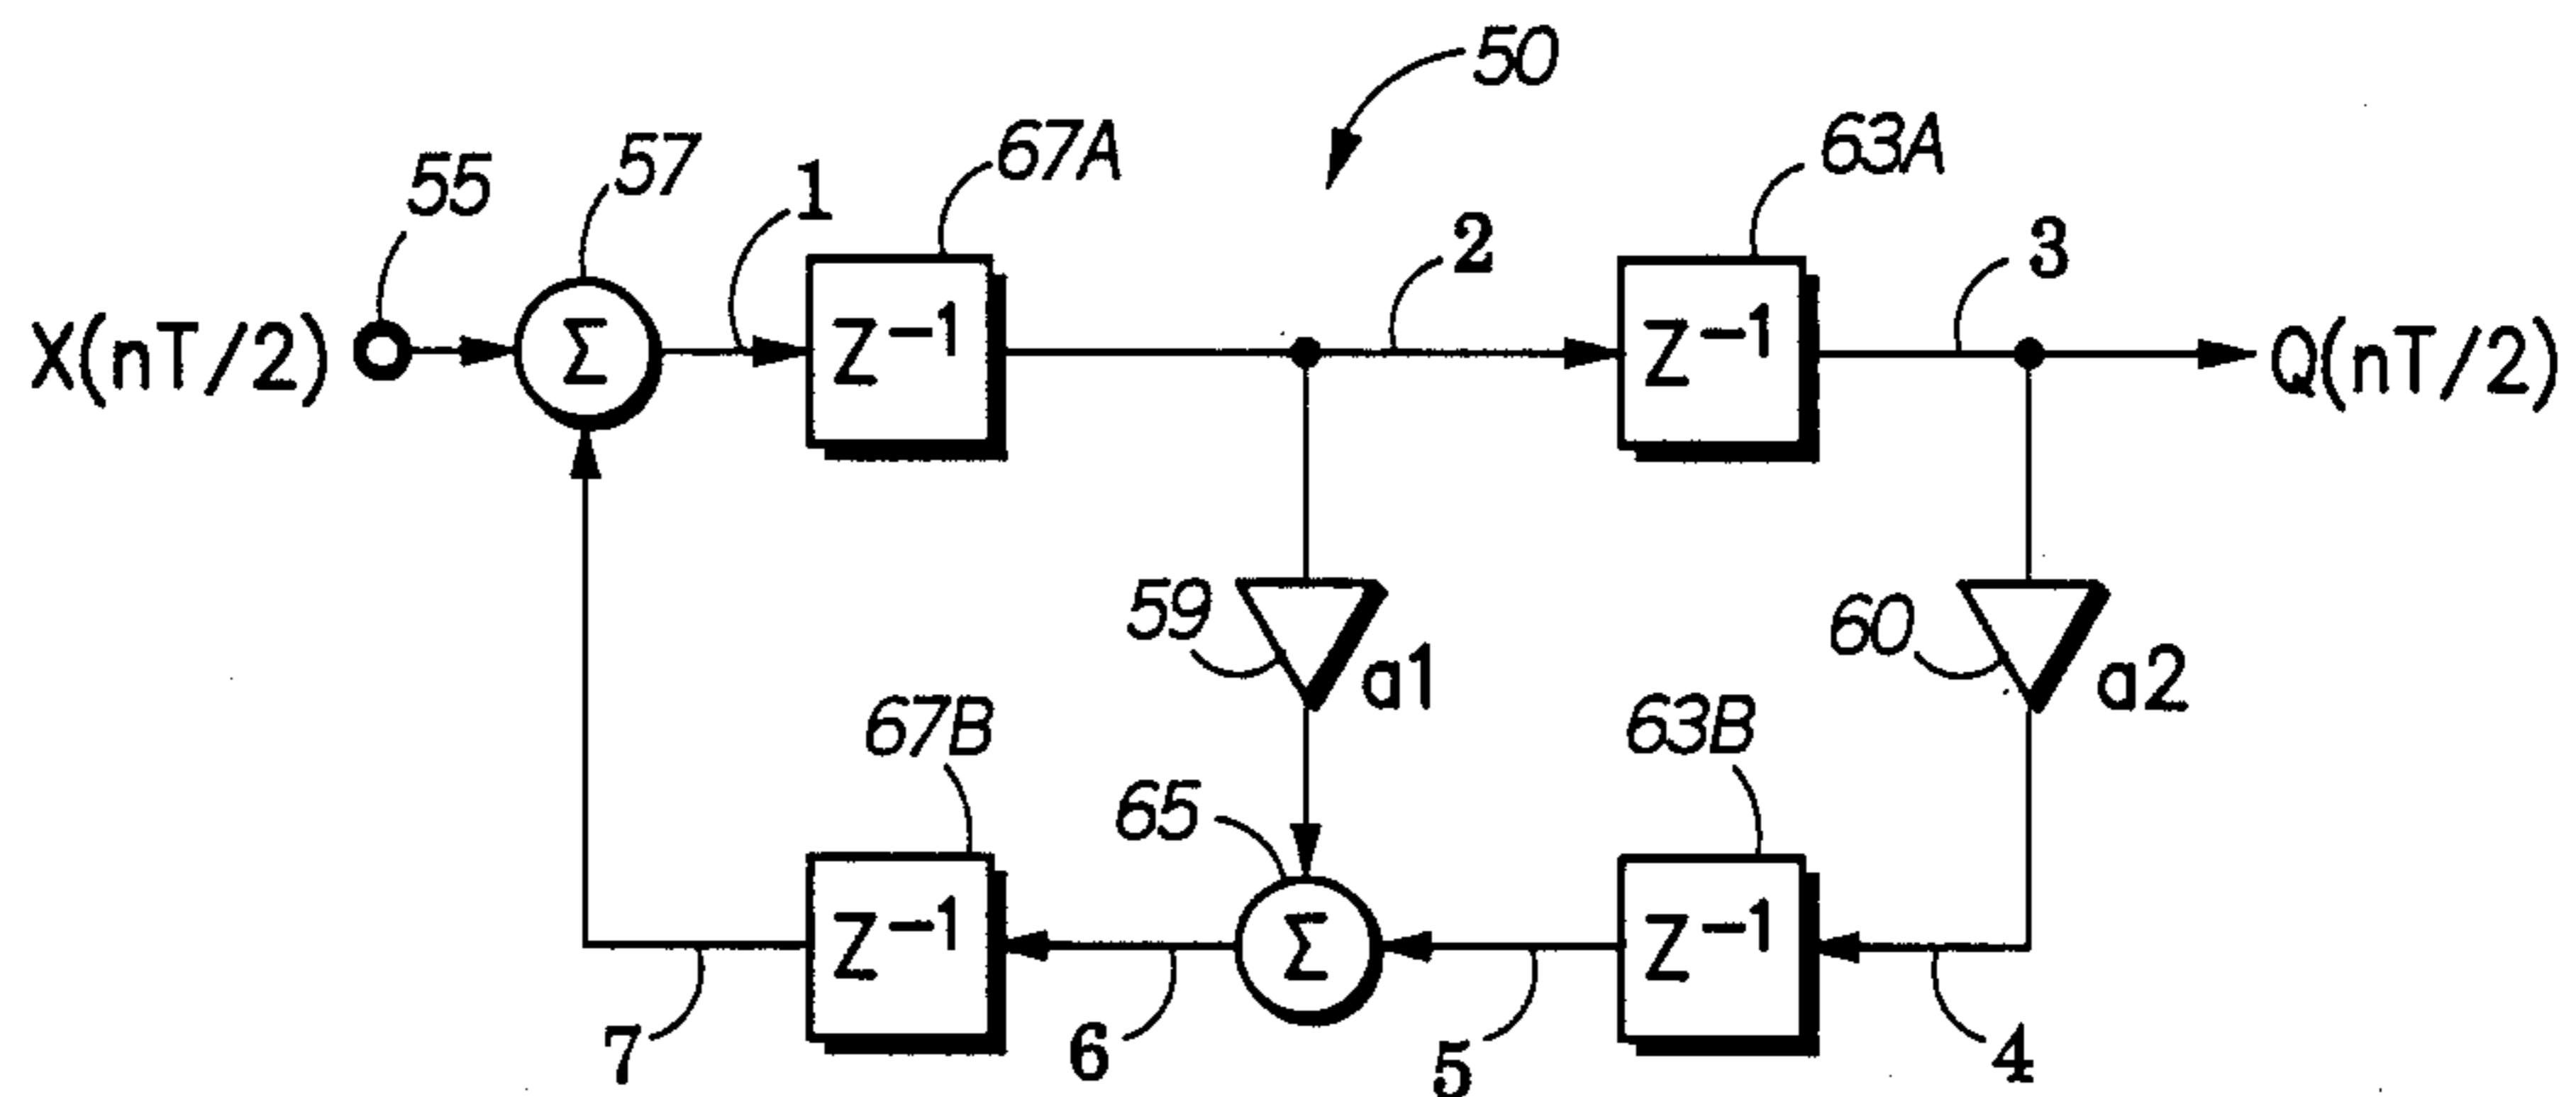 50
55
57
1
67A
2
63A
3
X(nT/2)
Σ
Z⁻¹
Z⁻¹
Q(nT/2)
59
a1
60
a2
67B
65
63B
Z⁻¹
Σ
Z⁻¹
7
6
5
4